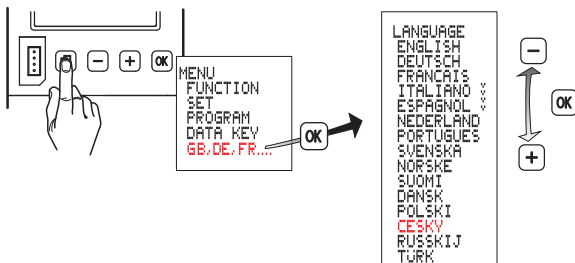 OK
MENU
FUNCTION
SET
PROGRAM
DATA KEY
GB,DE,FR....
OK
LANGUAGE
ENGLISH
DEUTSCH
FRANCAIS
ITALIANO
ESPAGNOL
NEDERLAND
PORTUGUES
SVENSKA
NORSKE
SUOMI
DANSK
POLSKI
CESKY
RUSSKIJ
TURK
OK